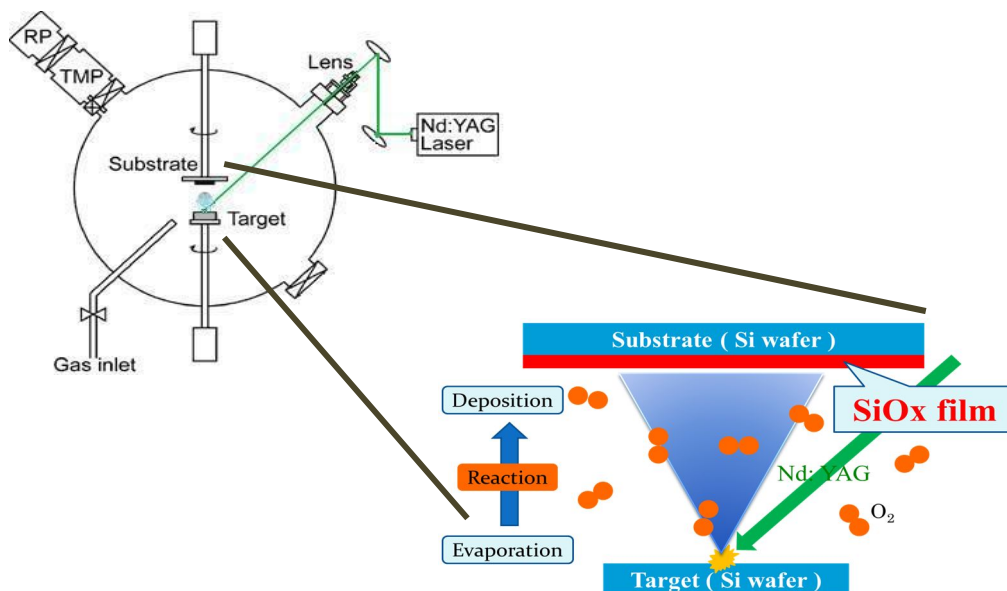 RP
TMP
Lens
Nd:YAG
Laser
Substrate
Target
Gas inlet
Substrate ( Si wafer )
Deposition
SiOx film
Reaction
Nd: YAG
O₂
Evaporation
Target ( Si wafer )